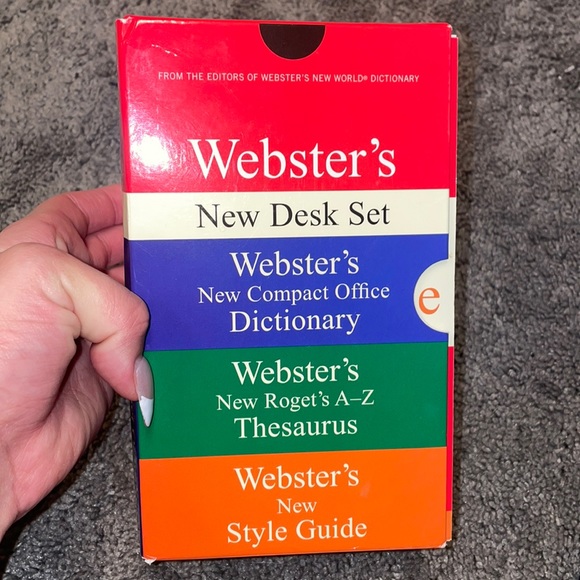 FROM THE EDITORS OF WEBSTER'S NEW WORLD® DICTIONARY
Webster's
New Desk Set
Webster's
New Compact Office
Dictionary
e
Webster's
New Roget's A–Z
Thesaurus
Webster's
New
Style Guide